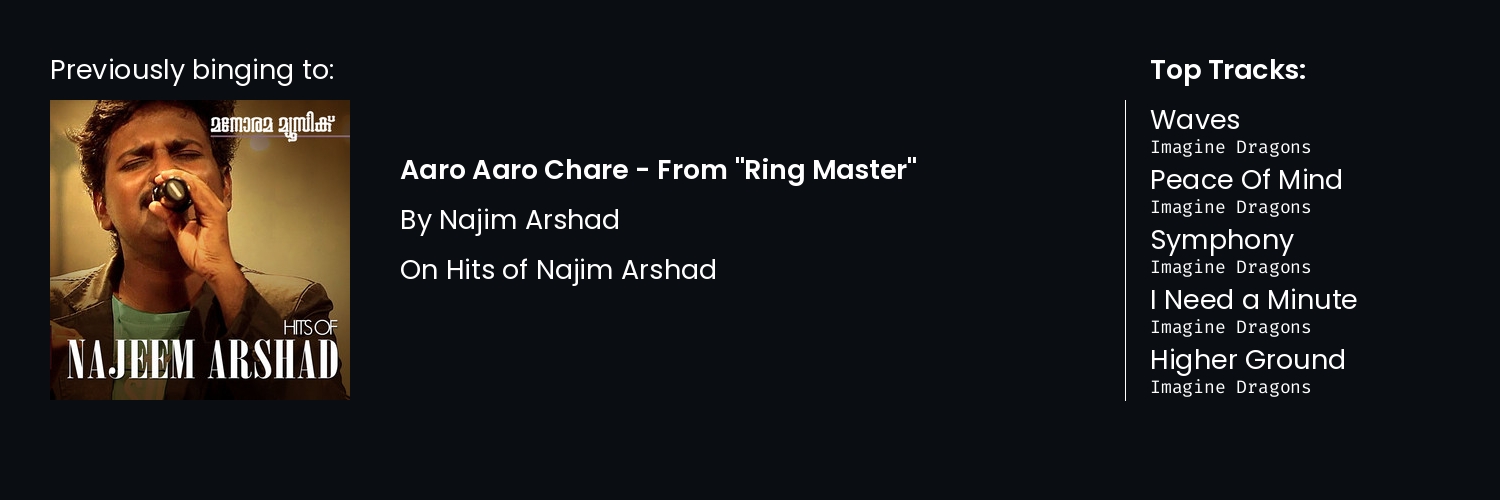 Previously binging to:
മനോരമ മ്യൂസിക്ക്
HITS OF
NAJEEM ARSHAD
Aaro Aaro Chare - From "Ring Master"
By Najim Arshad
On Hits of Najim Arshad
Top Tracks:
Waves
Imagine Dragons
Peace Of Mind
Imagine Dragons
Symphony
Imagine Dragons
I Need a Minute
Imagine Dragons
Higher Ground
Imagine Dragons